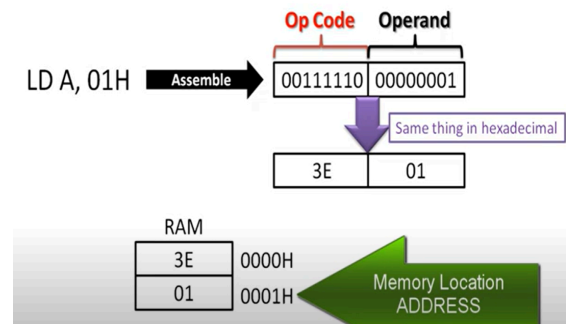 Op Code Operand
LD A, 01H Assemble 00111110 00000001
Same thing in hexadecimal
3E 01
RAM
3E 0000H
01 0001H
Memory Location
ADDRESS